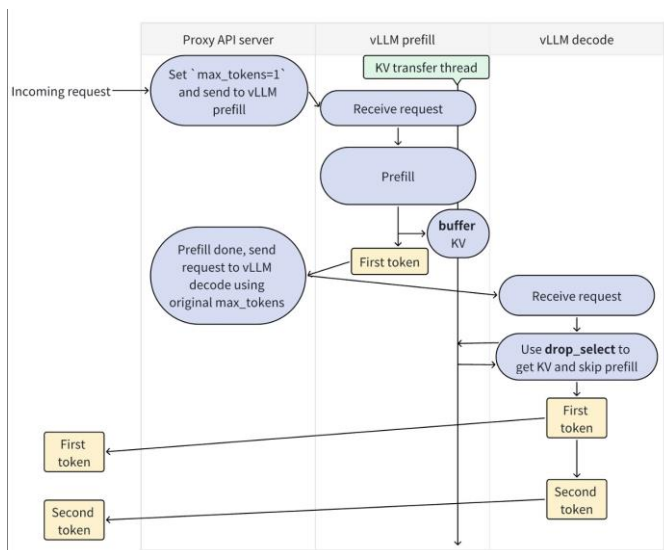 Proxy API server
vLLM prefill
vLLM decode
KV transfer thread
Incoming request
Set `max_tokens=1`
and send to vLLM
prefill
Receive request
Prefill
buffer
KV
First token
Prefill done, send
request to vLLM
decode using
original max_tokens
Receive request
Use drop_select to
get KV and skip prefill
First
token
First
token
Second
token
Second
token